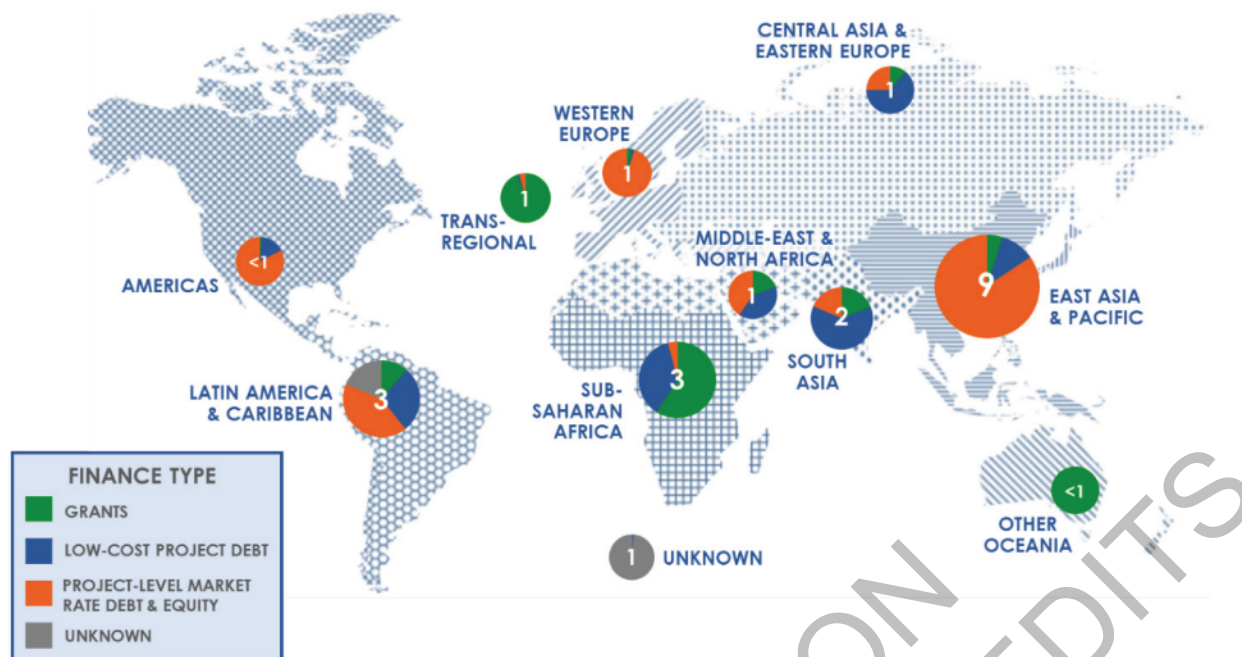 CENTRAL ASIA &
EASTERN EUROPE
1
WESTERN
EUROPE
1
TRANS-
REGIONAL
1
AMERICAS
<1
MIDDLE-EAST &
NORTH AFRICA
1
2
SOUTH
ASIA
9
EAST ASIA
& PACIFIC
LATIN AMERICA
& CARIBBEAN
3
SUB-
SAHARAN
AFRICA
3
<1
OTHER
OCEANIA
1
UNKNOWN
FINANCE TYPE
GRANTS
LOW-COST PROJECT DEBT
PROJECT-LEVEL MARKET
RATE DEBT & EQUITY
UNKNOWN
ON
EDITS